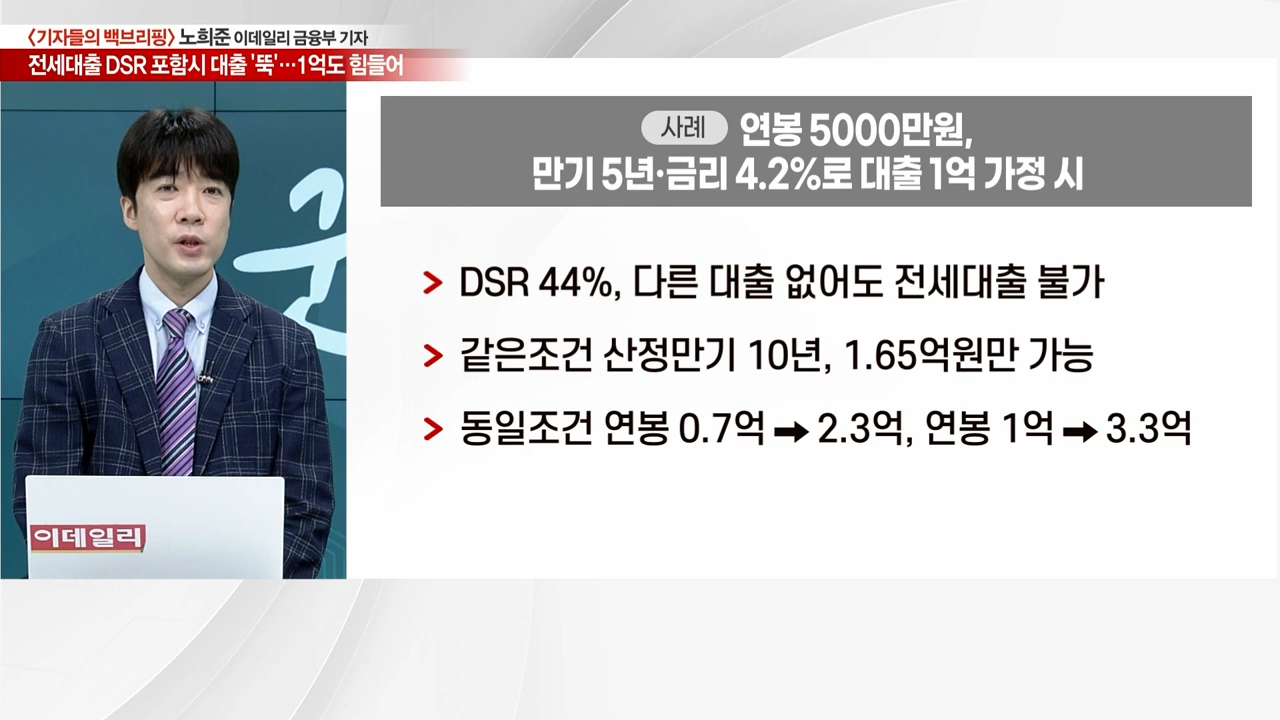 〈기자들의 백브리핑〉 노희준 이데일리 금융부 기자
전세대출 DSR 포함시 대출 '뚝'…1억도 힘들어
사례 연봉 5000만원,
만기 5년·금리 4.2%로 대출 1억 가정 시
> DSR 44%, 다른 대출 없어도 전세대출 불가
> 같은조건 산정만기 10년, 1.65억원만 가능
> 동일조건 연봉 0.7억 ➡ 2.3억, 연봉 1억 ➡ 3.3억
이데일리